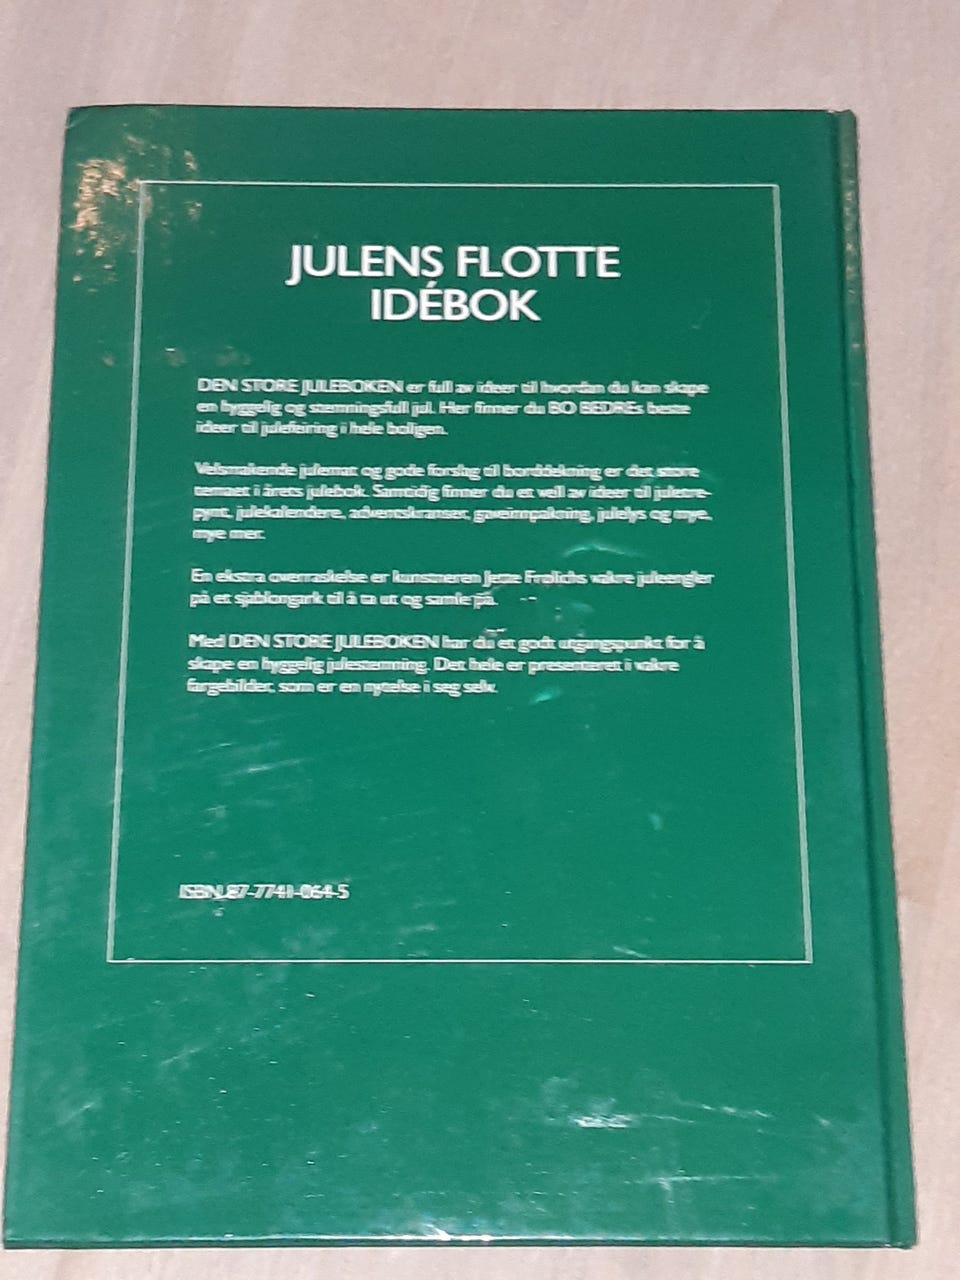 JULENS FLOTTE
IDÉBOK
DEN STORE JULEBOKEN er full av ideer til hvordan du kan skape
en hyggelig og stemningsfull jul. Her finner du BO BEDREs beste
ideer til julefeiring i hele boligen.
Velsmakende julemat og gode forslag til borddekning er det store
temaet i årets julebok. Samtidig finner du et vell av ideer til juletre-
pynt, julekalendere, adventskranser, gaveinnpakning, julelys og mye,
mye mer.
En ekstra overraskelse er kunstneren Jette Frølichs vakre juleengler
på et sjablongark til å ta ut og samle på.
Med DEN STORE JULEBOKEN har du et godt utgangspunkt for å
skape en hyggelig julestemning. Det hele er presenteret i vakre
fargebilder, som er en nytelse i seg selv.
ISBN 87-7741-064-5